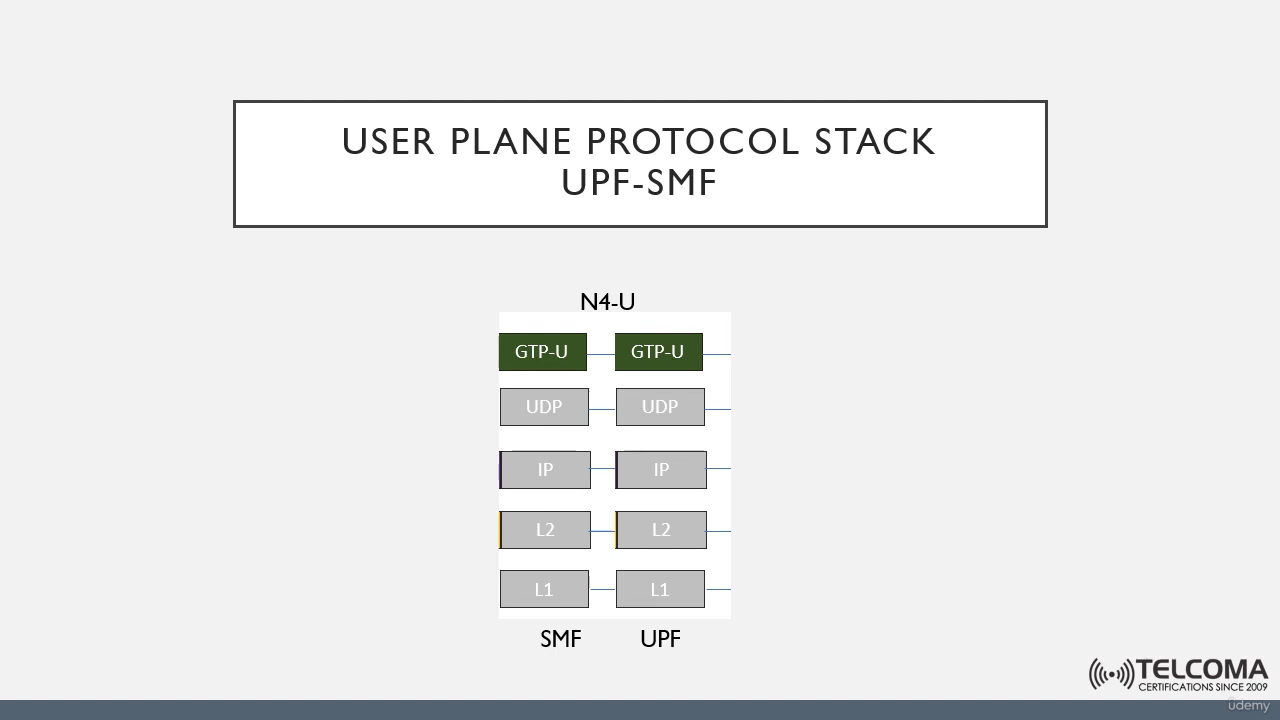 USER PLANE PROTOCOL STACK
UPF-SMF
N4-U
GTP-U GTP-U
UDP UDP
IP IP
L2 L2
L1 L1
SMF UPF
TELCOMA
CERTIFICATIONS SINCE 2009
udemy